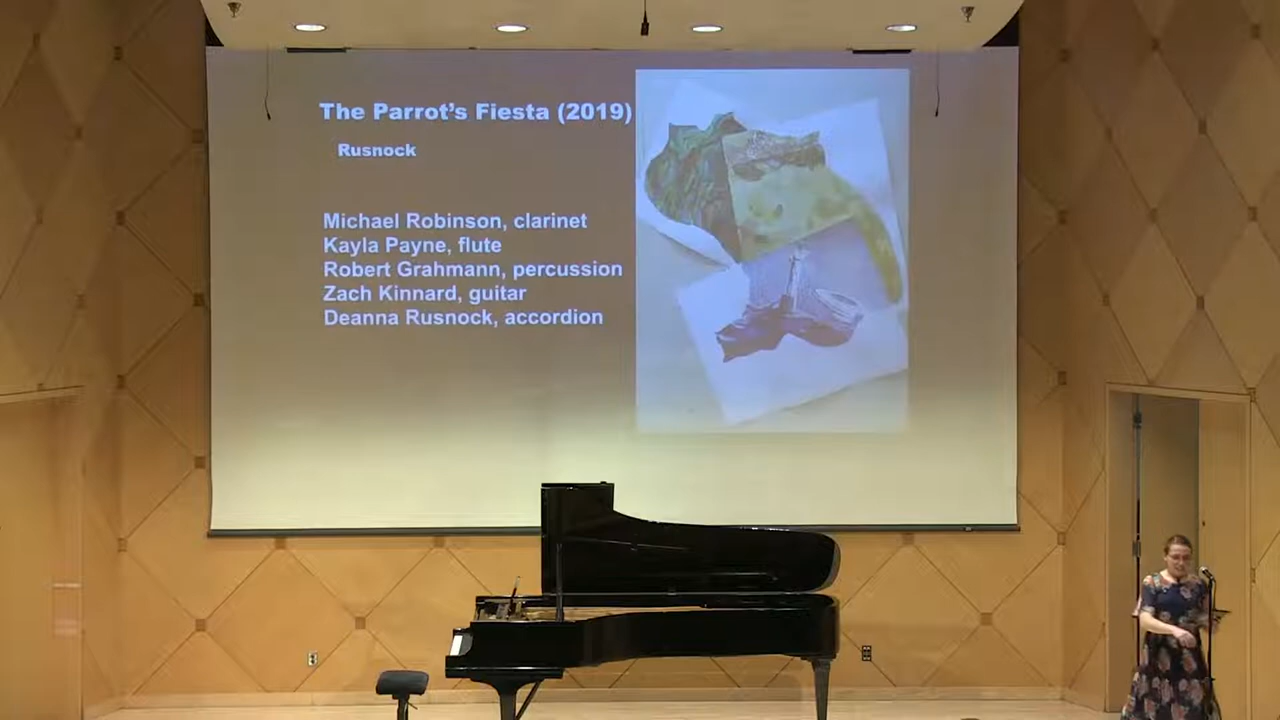 The Parrot's Fiesta (2019)
Rusnock
Michael Robinson, clarinet
Kayla Payne, flute
Robert Grahmann, percussion
Zach Kinnard, guitar
Deanna Rusnock, accordion